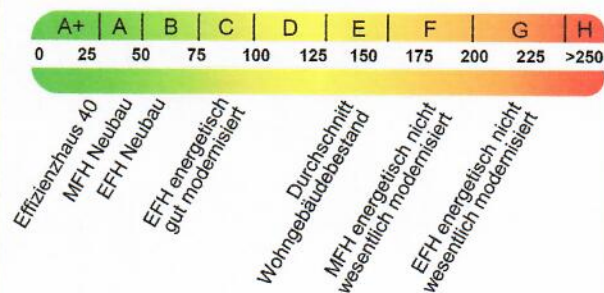 A+ A B C D E F G H
0 25 50 75 100 125 150 175 200 225 >250
Effizienzhaus 40
MFH Neubau
EFH Neubau
EFH energetisch
gut modernisiert
Durchschnitt
Wohngebäudebestand
MFH energetisch nicht
wesentlich modernisiert
EFH energetisch nicht
wesentlich modernisiert